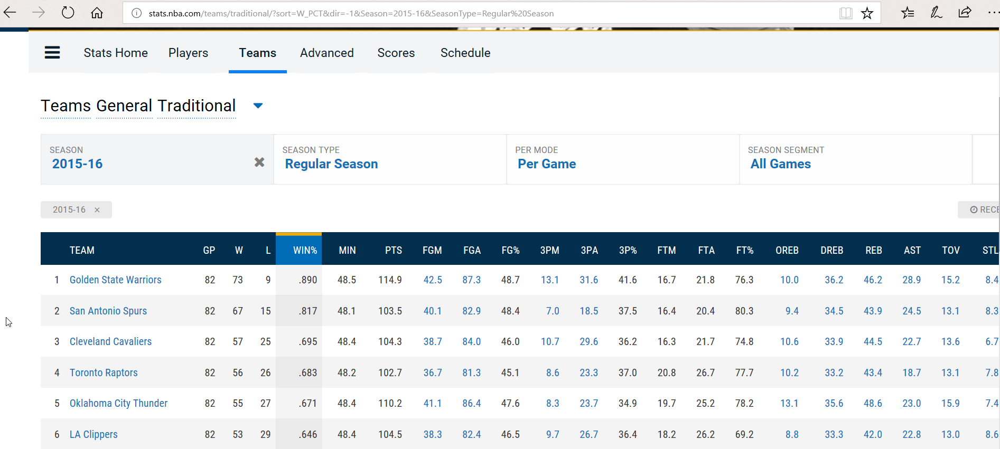 stats.nba.com/teams/traditional/?sort=W_PCT&dir=-1&Season=2015-16&SeasonType=Regular%20Season
Stats Home Players Teams Advanced Scores Schedule
Teams General Traditional
SEASON SEASON TYPE PER MODE SEASON SEGMENT
2015-16 Regular Season Per Game All Games
2015-16 × RECE
TEAM GP W L WIN% MIN PTS FGM FGA FG% 3PM 3PA 3P% FTM FTA FT% OREB DREB REB AST TOV STL
1 Golden State Warriors 82 73 9 .890 48.5 114.9 42.5 87.3 48.7 13.1 31.6 41.6 16.7 21.8 76.3 10.0 36.2 46.2 28.9 15.2 8.4
2 San Antonio Spurs 82 67 15 .817 48.1 103.5 40.1 82.9 48.4 7.0 18.5 37.5 16.4 20.4 80.3 9.4 34.5 43.9 24.5 13.1 8.3
3 Cleveland Cavaliers 82 57 25 .695 48.4 104.3 38.7 84.0 46.0 10.7 29.6 36.2 16.3 21.7 74.8 10.6 33.9 44.5 22.7 13.6 6.7
4 Toronto Raptors 82 56 26 .683 48.2 102.7 36.7 81.3 45.1 8.6 23.3 37.0 20.8 26.7 77.7 10.2 33.2 43.4 18.7 13.1 7.8
5 Oklahoma City Thunder 82 55 27 .671 48.4 110.2 41.1 86.4 47.6 8.3 23.7 34.9 19.7 25.2 78.2 13.1 35.6 48.6 23.0 15.9 7.4
6 LA Clippers 82 53 29 .646 48.4 104.5 38.3 82.4 46.5 9.7 26.7 36.4 18.2 26.2 69.2 8.8 33.3 42.0 22.8 13.0 8.6